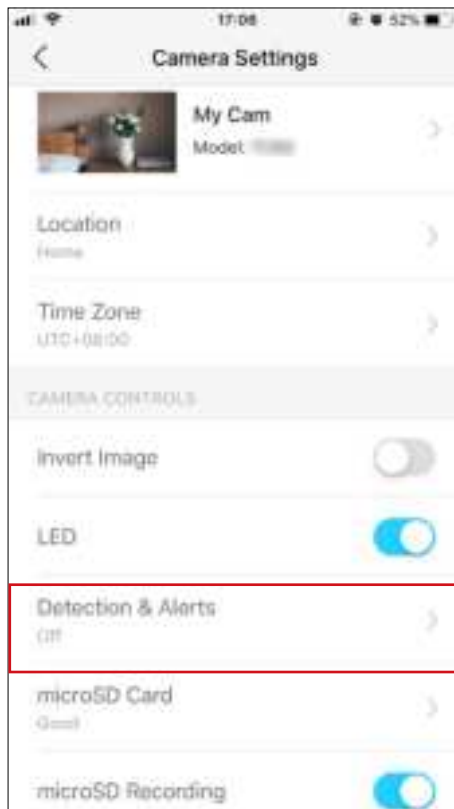 17:08 52%
Camera Settings
My Cam
Model:
Location
Home
Time Zone
UTC+08:00
CAMERA CONTROLS
Invert Image
LED
Detection & Alerts
Off
microSD Card
Good
microSD Recording